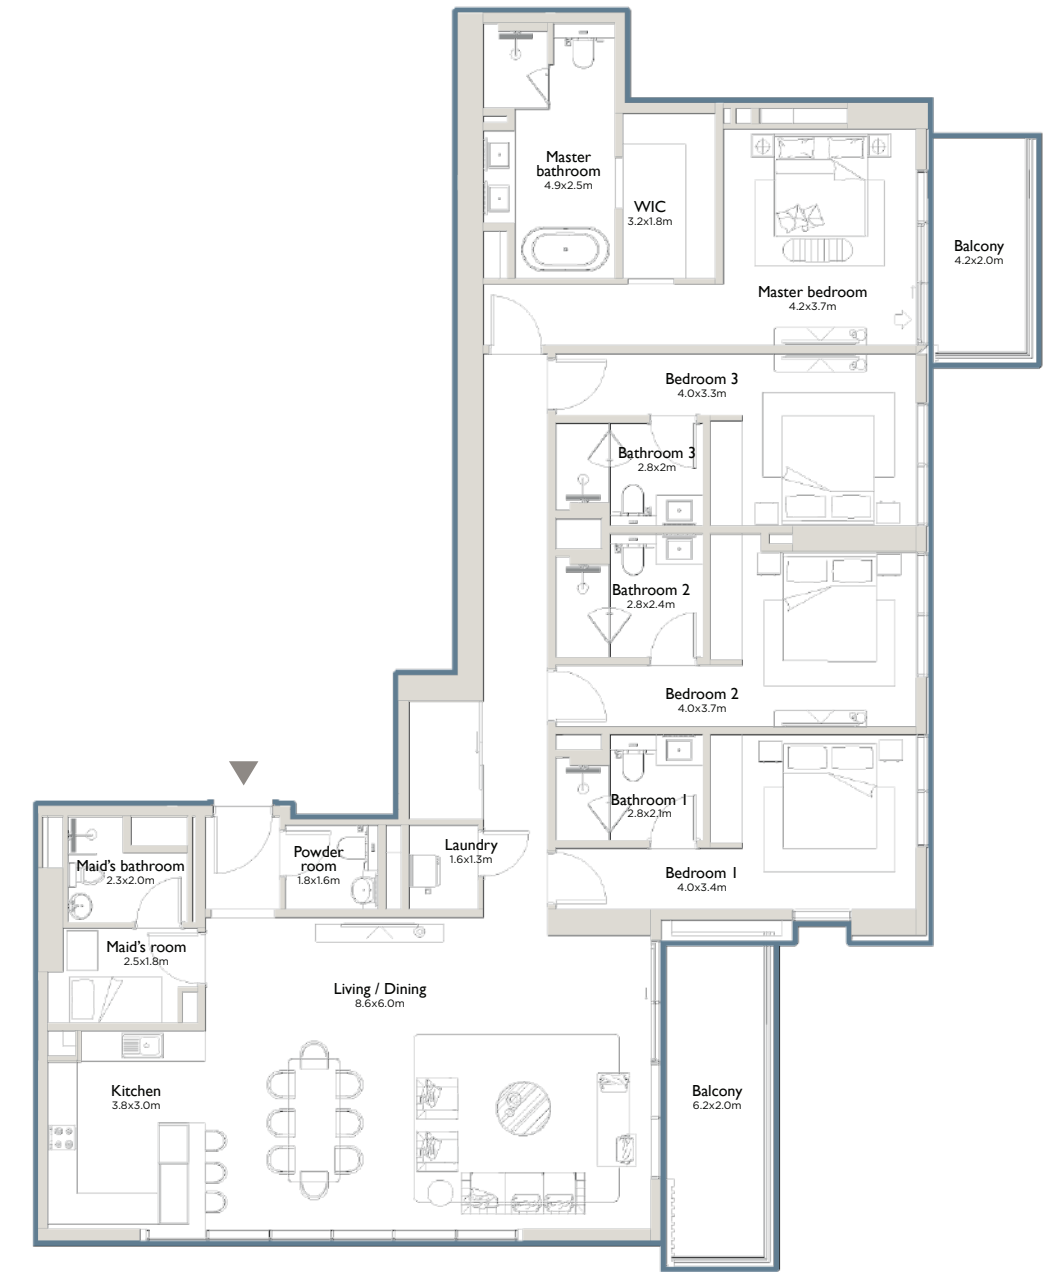 Master
bathroom
4.9x2.5m
WIC
3.2x1.8m
Balcony
4.2x2.0m
Master bedroom
4.2x3.7m
Bedroom 3
4.0x3.3m
Bathroom 3
2.8x2m
Bathroom 2
2.8x2.4m
Bedroom 2
4.0x3.7m
Bathroom 1
2.8x2.1m
Bedroom 1
4.0x3.4m
Laundry
1.6x1.3m
Powder
room
1.8x1.6m
Maid's bathroom
2.3x2.0m
Maid's room
2.5x1.8m
Living / Dining
8.6x6.0m
Kitchen
3.8x3.0m
Balcony
6.2x2.0m